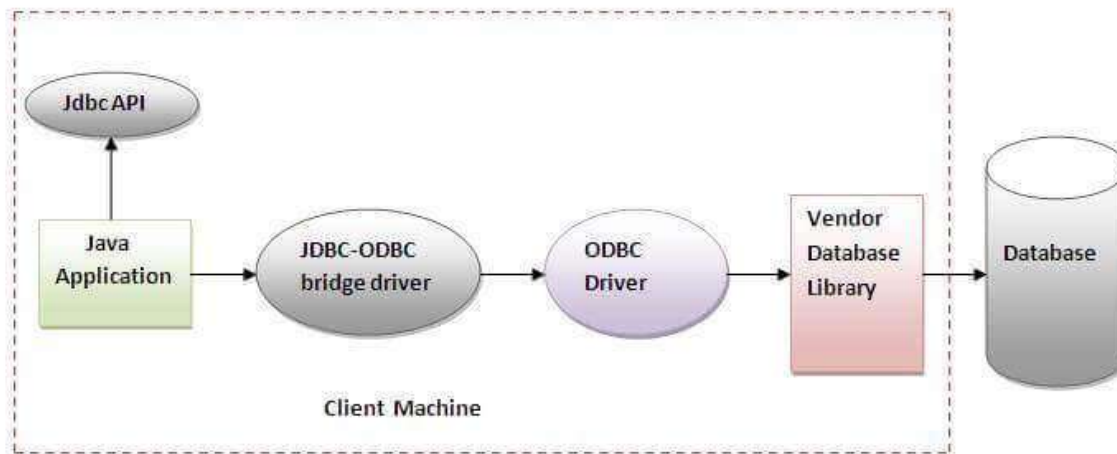 Jdbc API
Java
Application
JDBC-ODBC
bridge driver
ODBC
Driver
Vendor
Database
Library
Database
Client Machine